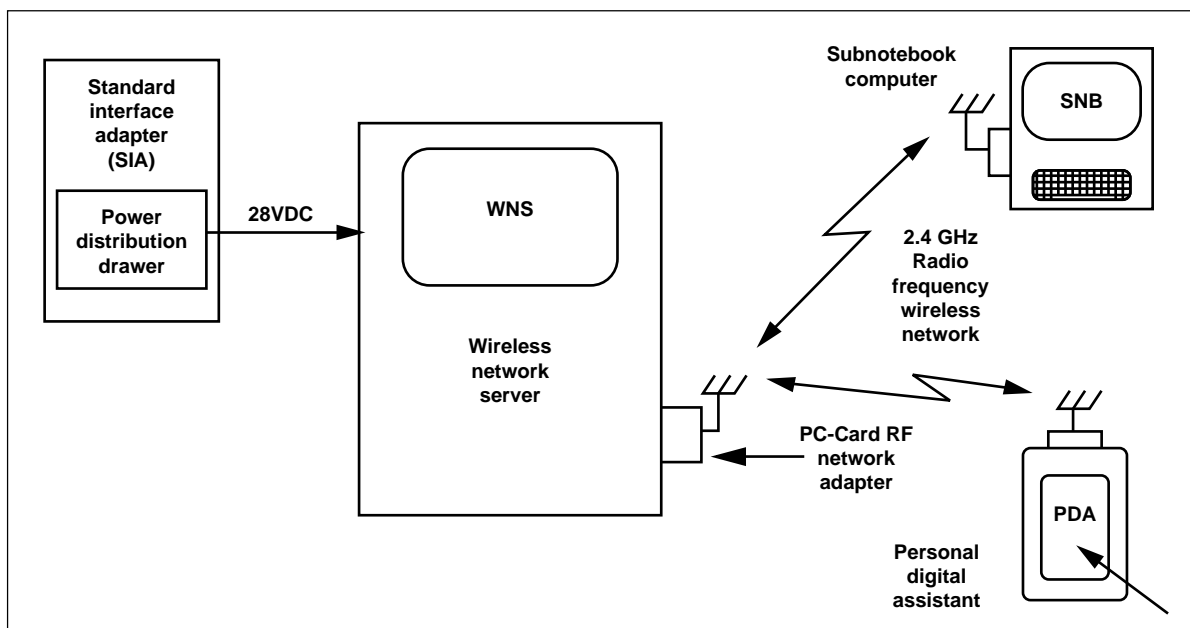 Standard
interface
adapter
(SIA)
Power
distribution
drawer
28VDC
WNS
Wireless
network
server
Subnotebook
computer
SNB
2.4 GHz
Radio
frequency
wireless
network
PC-Card RF
network
adapter
PDA
Personal
digital
assistant